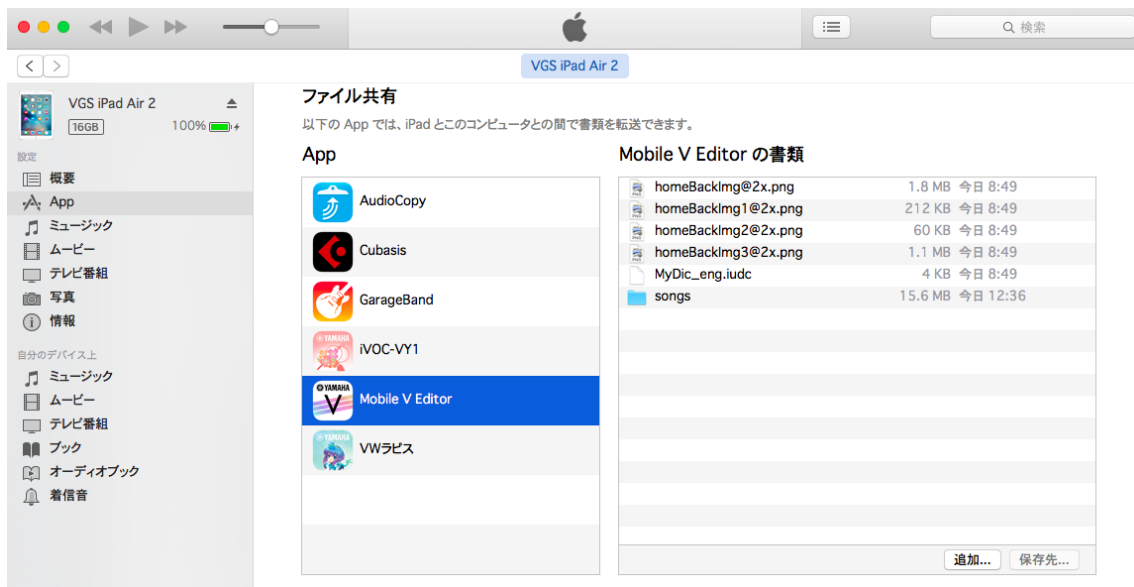 検索
VGS iPad Air 2
VGS iPad Air 2
16GB 100%
設定
概要
App
ミュージック
ムービー
テレビ番組
写真
情報
自分のデバイス上
ミュージック
ムービー
テレビ番組
ブック
オーディオブック
着信音
ファイル共有
以下の App では、iPad とこのコンピュータとの間で書類を転送できます。
App
AudioCopy
Cubasis
GarageBand
YAMAHA
iVOC-VY1
YAMAHA
V
Mobile V Editor
YAMAHA
VWラピス
Mobile V Editor の書類
homeBackImg@2x.png 1.8 MB 今日 8:49
homeBackImg1@2x.png 212 KB 今日 8:49
homeBackImg2@2x.png 60 KB 今日 8:49
homeBackImg3@2x.png 1.1 MB 今日 8:49
MyDic_eng.iudc 4 KB 今日 8:49
songs 15.6 MB 今日 12:36
追加... 保存先...